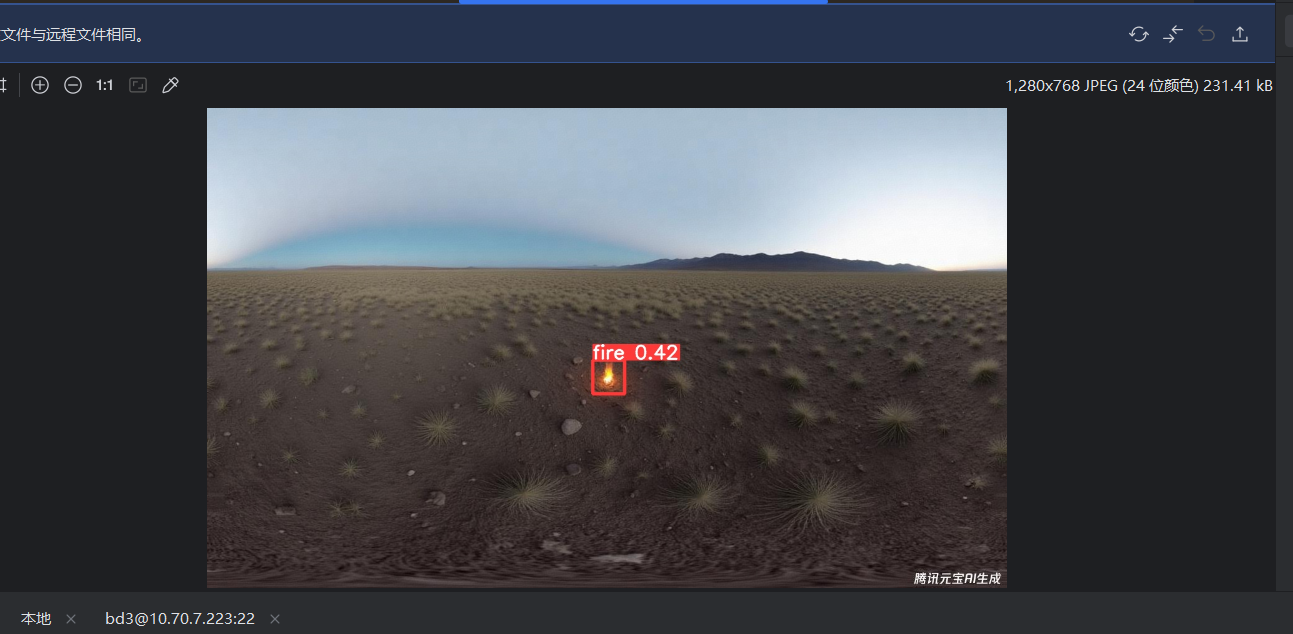 文件与远程文件相同。
1:1
1,280x768 JPEG (24 位颜色) 231.41 kB
fire 0.42
腾讯元宝AI生成
本地
bd3@10.70.7.223:22